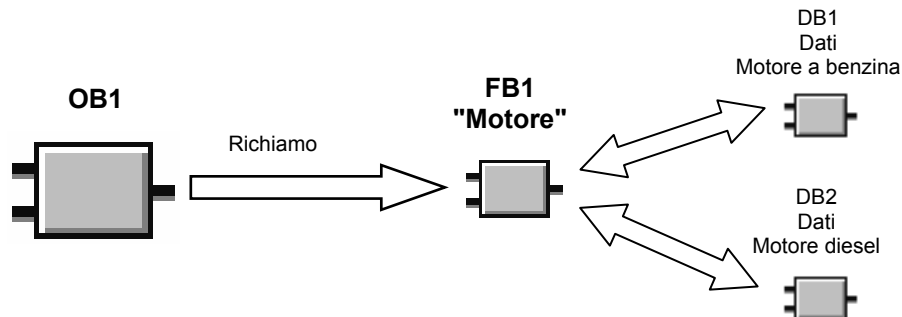 OB1
Richiamo
FB1
"Motore"
DB1
Dati
Motore a benzina
DB2
Dati
Motore diesel